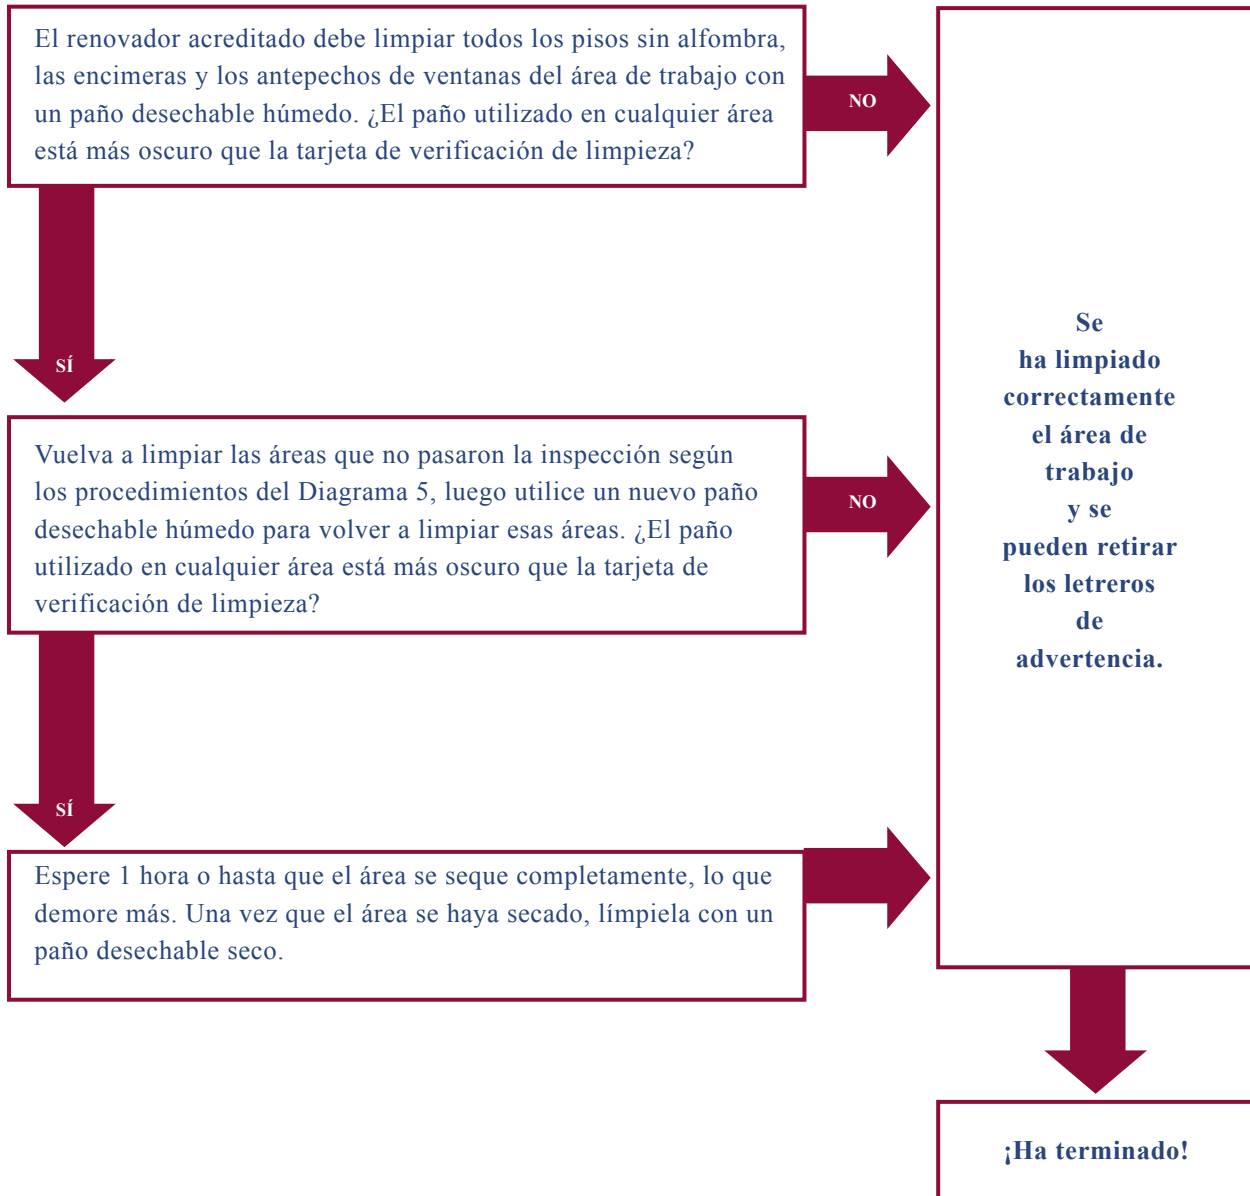 El renovador acreditado debe limpiar todos los pisos sin alfombra,
las encimeras y los antepechos de ventanas del área de trabajo con
un paño desechable húmedo. ¿El paño utilizado en cualquier área
está más oscuro que la tarjeta de verificación de limpieza?
NO
SÍ
Vuelva a limpiar las áreas que no pasaron la inspección según
los procedimientos del Diagrama 5, luego utilice un nuevo paño
desechable húmedo para volver a limpiar esas áreas. ¿El paño
utilizado en cualquier área está más oscuro que la tarjeta de
verificación de limpieza?
NO
SÍ
Espere 1 hora o hasta que el área se seque completamente, lo que
demore más. Una vez que el área se haya secado, límpiela con un
paño desechable seco.
Se
ha limpiado
correctamente
el área de
trabajo
y se
pueden retirar
los letreros
de
advertencia.
¡Ha terminado!